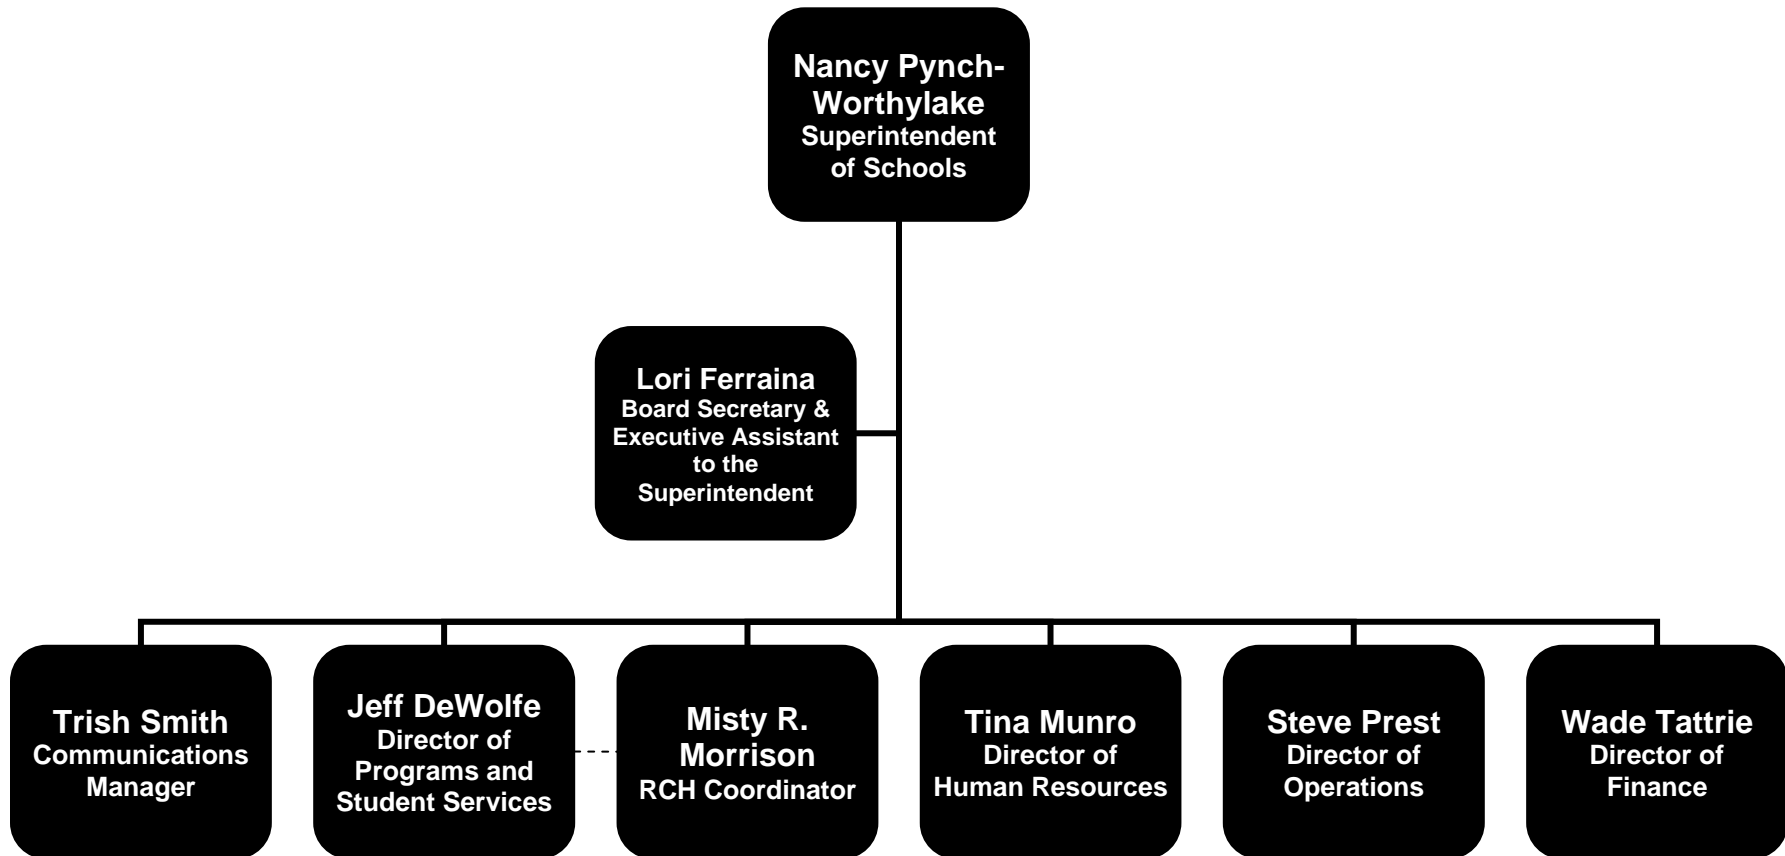 Nancy Pynch-
Worthylake
Superintendent
of Schools
Lori Ferraina
Board Secretary &
Executive Assistant
to the
Superintendent
Trish Smith
Communications
Manager
Jeff DeWolfe
Director of
Programs and
Student Services
Misty R.
Morrison
RCH Coordinator
Tina Munro
Director of
Human Resources
Steve Prest
Director of
Operations
Wade Tattrie
Director of
Finance